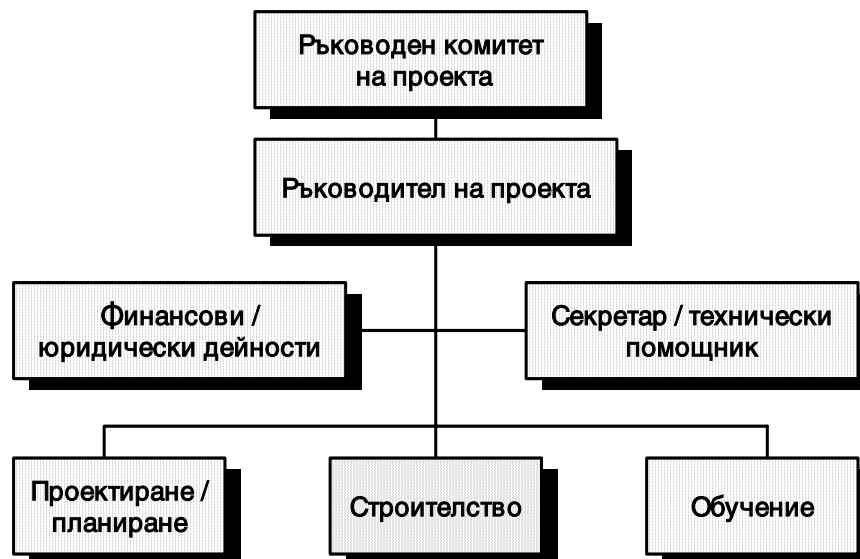 Ръководен комитет
на проекта
Ръководител на проекта
Финансови /
юридически дейности
Секретар / технически
помощник
Проектиране /
планиране
Строителство
Обучение